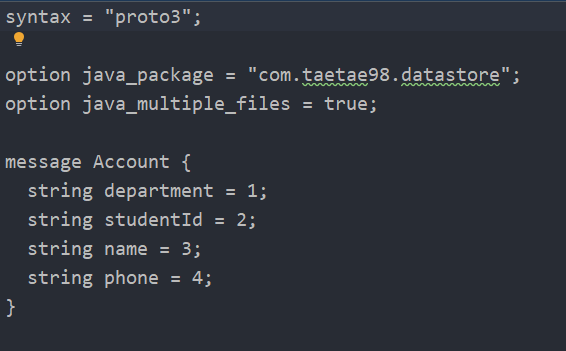 syntax = "proto3";
option java_package = "com.taetae98.datastore";
option java_multiple_files = true;
message Account {
  string department = 1;
  string studentId = 2;
  string name = 3;
  string phone = 4;
}